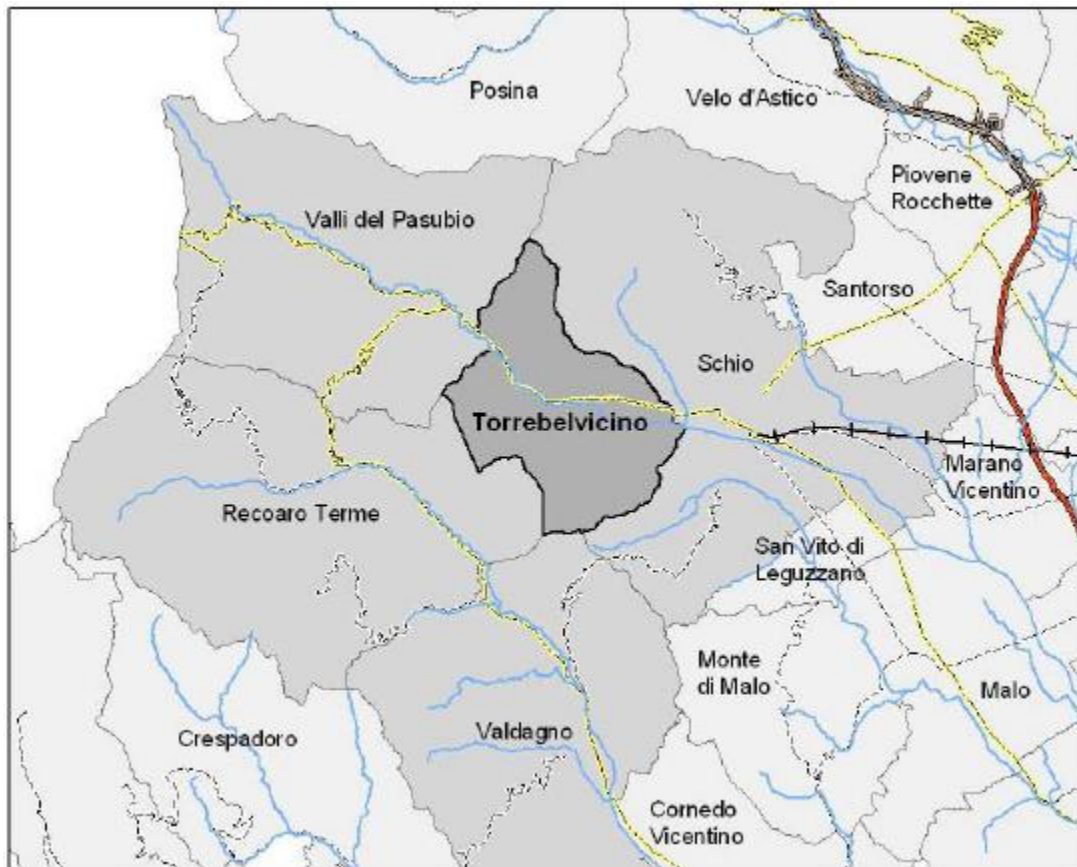 Posina
Velo d'Astico
Piovene
Rocchette
Valli del Pasubio
Santorso
Schio
Torrebelvicino
Marano
Vicentino
Recoaro Terme
San Vito di
Leguzzano
Monte
di Malo
Malo
Valdagno
Crespadoro
Cornedo
Vicentino